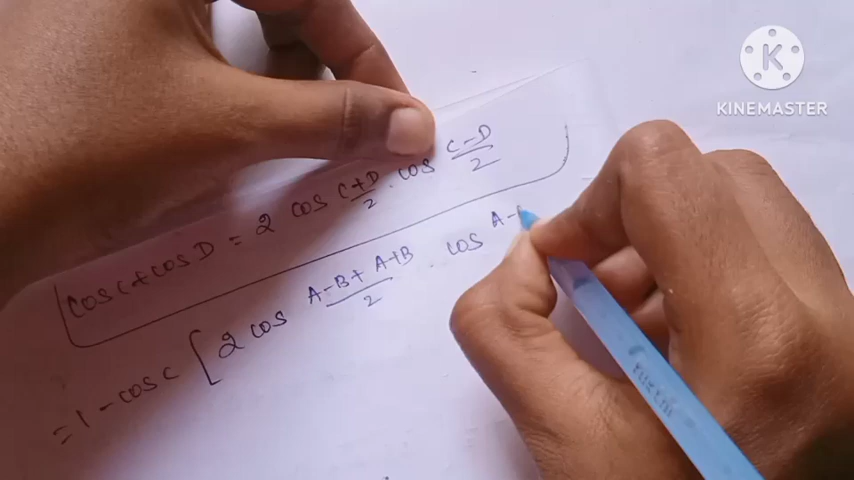 K
KINEMASTER
cos C + cos D = 2 cos C+D/2 . cos C-D/2
= 1 - cos C [ 2 cos A-B+A+B/2 . cos A-